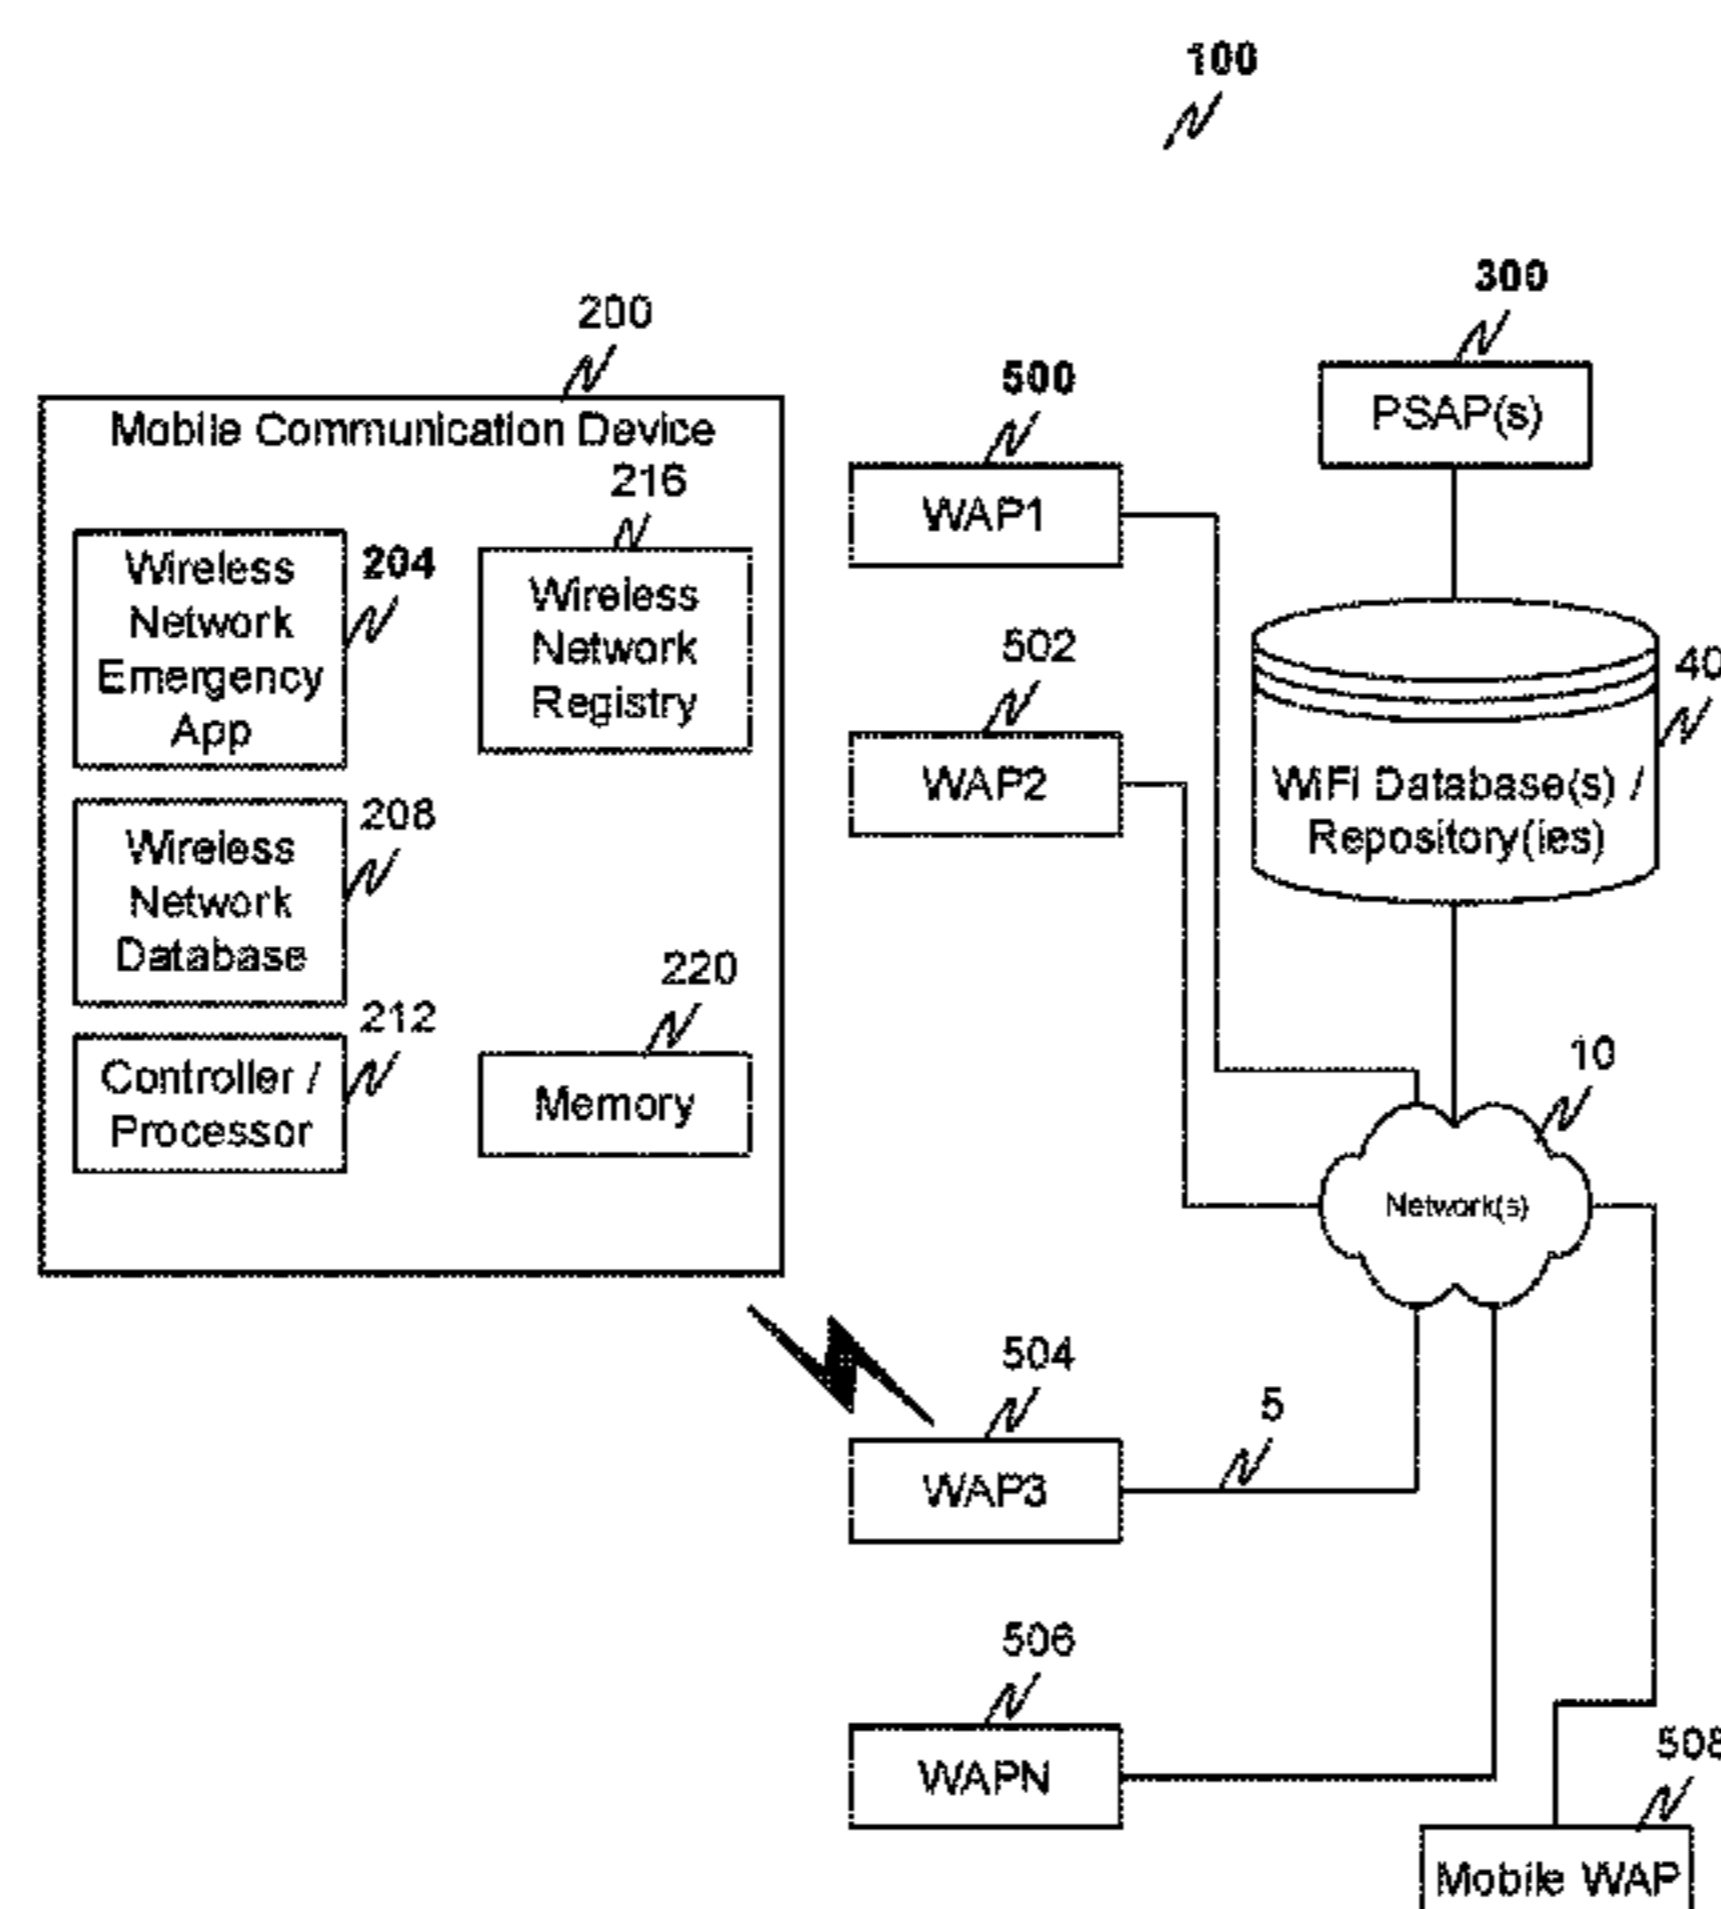 100
300
200
500
PSAP(s)
Mobile Communication Device
216
WAP1
204
Wireless
Network
Emergency
App
Wireless
Network
Registry
502
40
WAP2
WiFi Database(s) /
Repository(ies)
208
Wireless
Network
Database
220
212
10
Controller /
Processor
Memory
Network(s)
504
5
WAP3
506
WAPN
508
Mobile WAP